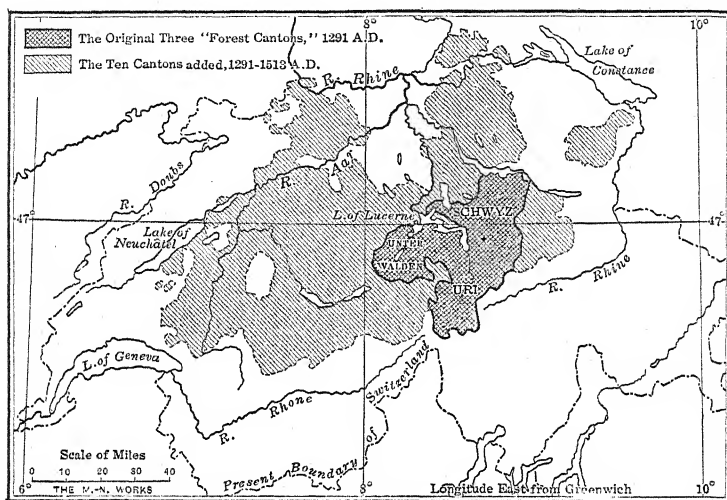 8°
10°
The Original Three "Forest Cantons," 1291 A.D.
The Ten Cantons added, 1291-1513 A.D.
Lake of
Constance
R. Rhine
R. Doubs
R. Aar
47°
47°
L. of Lucerne
SCHWYZ
Lake of
Neuchâtel
UNTER
WALDEN
URI
R. Rhine
L. of Geneva
R. Rhone
Present Boundary of Switzerland
Scale of Miles
0 10 20 30 40
THE M.-N. WORKS
6°
8°
Longitude East from Greenwich
10°